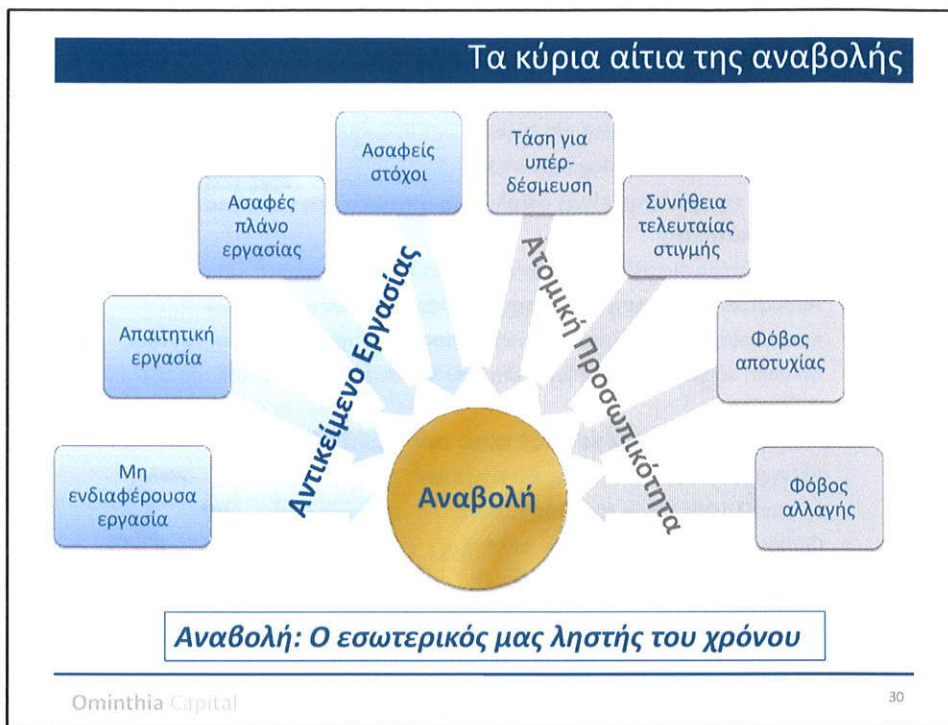 Τα κύρια αίτια της αναβολής
Ασαφείς
στόχοι
Τάση για
υπέρ-
δέσμευση
Ασαφές
πλάνο
εργασίας
Συνήθεια
τελευταίας
στιγμής
Απαιτητική
εργασία
Φόβος
αποτυχίας
Μη
ενδιαφέρουσα
εργασία
Φόβος
αλλαγής
Αντικείμενο Εργασίας
Ατομική Προσωπικότητα
Αναβολή
Αναβολή: Ο εσωτερικός μας ληστής του χρόνου
Ominthia Capital
30